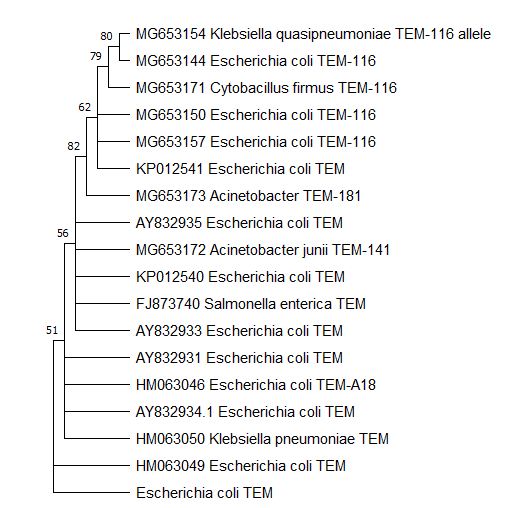 80
MG653154 Klebsiella quasipneumoniae TEM-116 allele
79
MG653144 Escherichia coli TEM-116
MG653171 Cytobacillus firmus TEM-116
62
MG653150 Escherichia coli TEM-116
MG653157 Escherichia coli TEM-116
82
KP012541 Escherichia coli TEM
MG653173 Acinetobacter TEM-181
AY832935 Escherichia coli TEM
56
MG653172 Acinetobacter junii TEM-141
KP012540 Escherichia coli TEM
FJ873740 Salmonella enterica TEM
51
AY832933 Escherichia coli TEM
AY832931 Escherichia coli TEM
HM063046 Escherichia coli TEM-A18
AY832934.1 Escherichia coli TEM
HM063050 Klebsiella pneumoniae TEM
HM063049 Escherichia coli TEM
Escherichia coli TEM